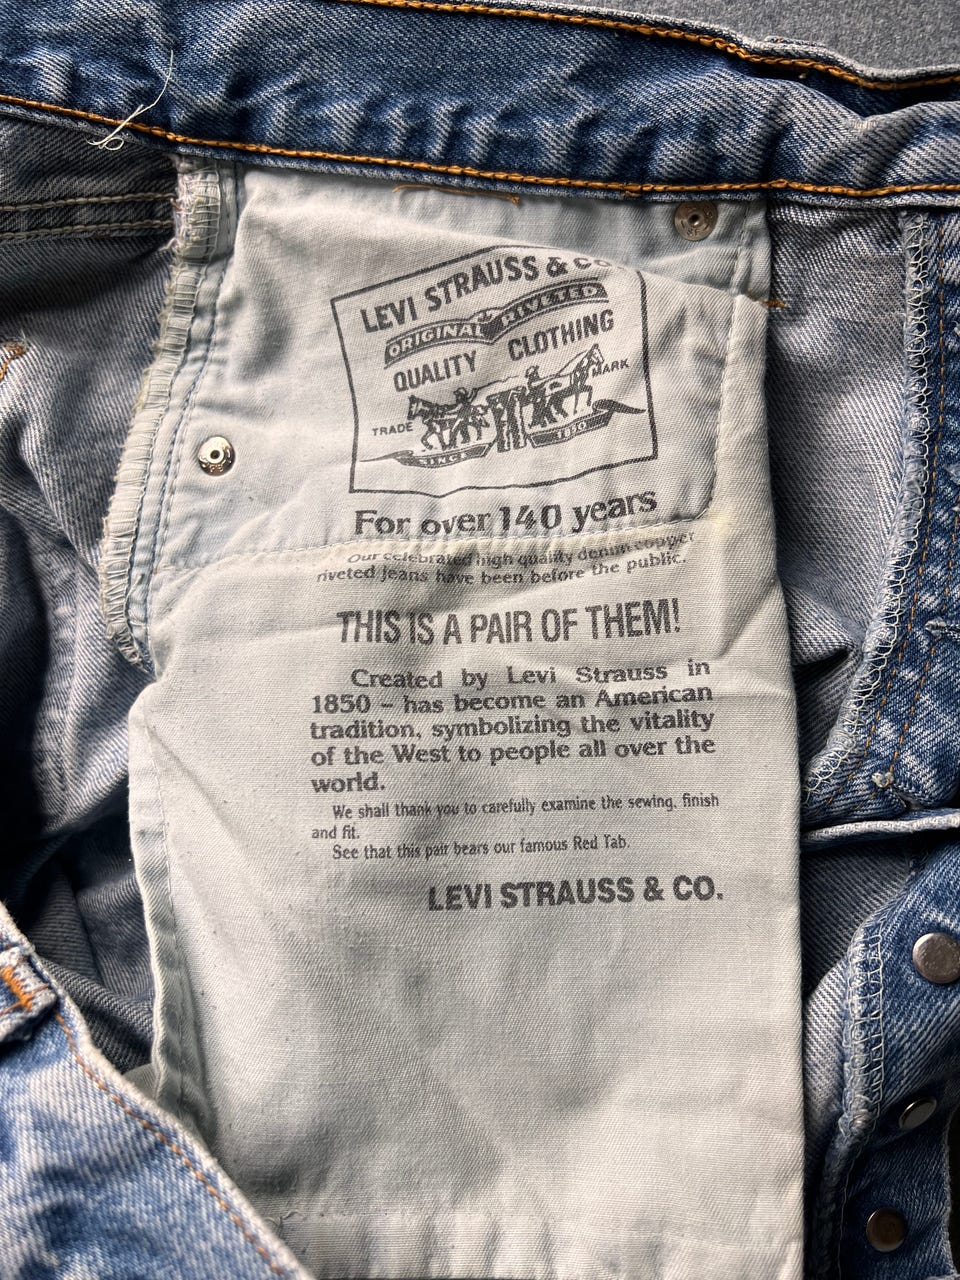 LEVI STRAUSS & CO.
ORIGINAL RIVETED
QUALITY CLOTHING
TRADE MARK
SINCE 1850
For over 140 years
Our celebrated high quality denim copper
riveted jeans have been before the public.
THIS IS A PAIR OF THEM!
Created by Levi Strauss in
1850 – has become an American
tradition, symbolizing the vitality
of the West to people all over the
world.
We shall thank you to carefully examine the sewing, finish
and fit.
See that this pair bears our famous Red Tab.
LEVI STRAUSS & CO.